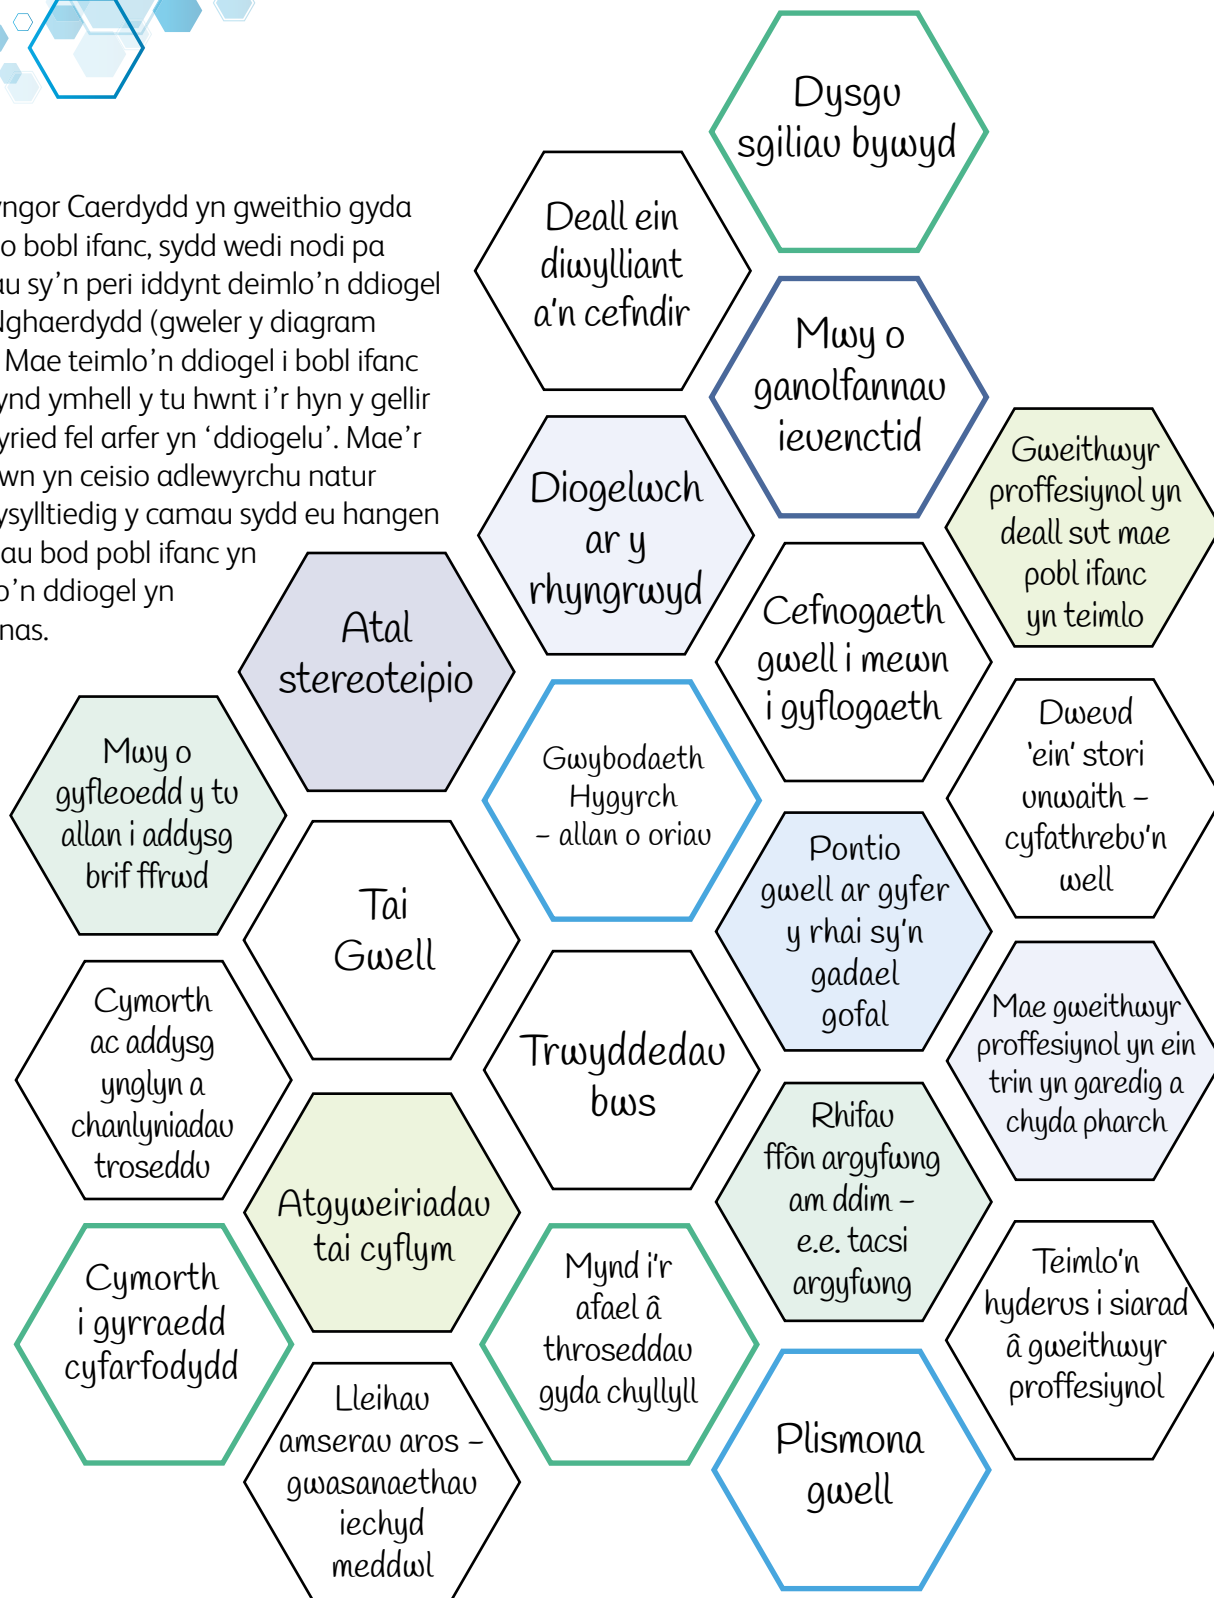 yngor Caerdydd yn gweithio gyda
o bobl ifanc, sydd wedi nodi pa
au sy'n peri iddynt deimlo'n ddiogel
Nghaerdydd (gweler y diagram
Mae teimlo'n ddiogel i bobl ifanc
ynd ymhell y tu hwnt i'r hyn y gellir
yried fel arfer yn 'ddiogelu'. Mae'r
wn yn ceisio adlewyrchu natur
ysylltiedig y camau sydd eu hangen
au bod pobl ifanc yn
o'n ddiogel yn
nas.
Dysgu
sgiliau bywyd
Deall ein
diwylliant
a'n cefndir
Mwy o
ganolfannau
ieuenctid
Diogelwch
ar y
rhyngrwyd
Gweithwyr
proffesiynol yn
deall sut mae
pobl ifanc
yn teimlo
Atal
stereoteipio
Cefnogaeth
gwell i mewn
i gyflogaeth
Mwy o
gyfleoedd y tu
allan i addysg
brif ffrwd
Gwybodaeth
Hygyrch
– allan o oriau
Dweud
'ein' stori
unwaith –
cyfathrebu'n
well
Tai
Gwell
Pontio
gwell ar gyfer
y rhai sy'n
gadael
gofal
Cymorth
ac addysg
ynglyn a
chanlyniadau
troseddu
Trwyddedau
bws
Mae gweithwyr
proffesiynol yn ein
trin yn garedig a
chyda pharch
Atgyweiriadau
tai cyflym
Rhifau
ffôn argyfwng
am ddim –
e.e. tacsi
argyfwng
Cymorth
i gyrraedd
cyfarfodydd
Mynd i'r
afael â
throseddau
gyda chyllyll
Teimlo'n
hyderus i siarad
â gweithwyr
proffesiynol
Lleihau
amserau aros –
gwasanaethau
iechyd
meddwl
Plismona
gwell